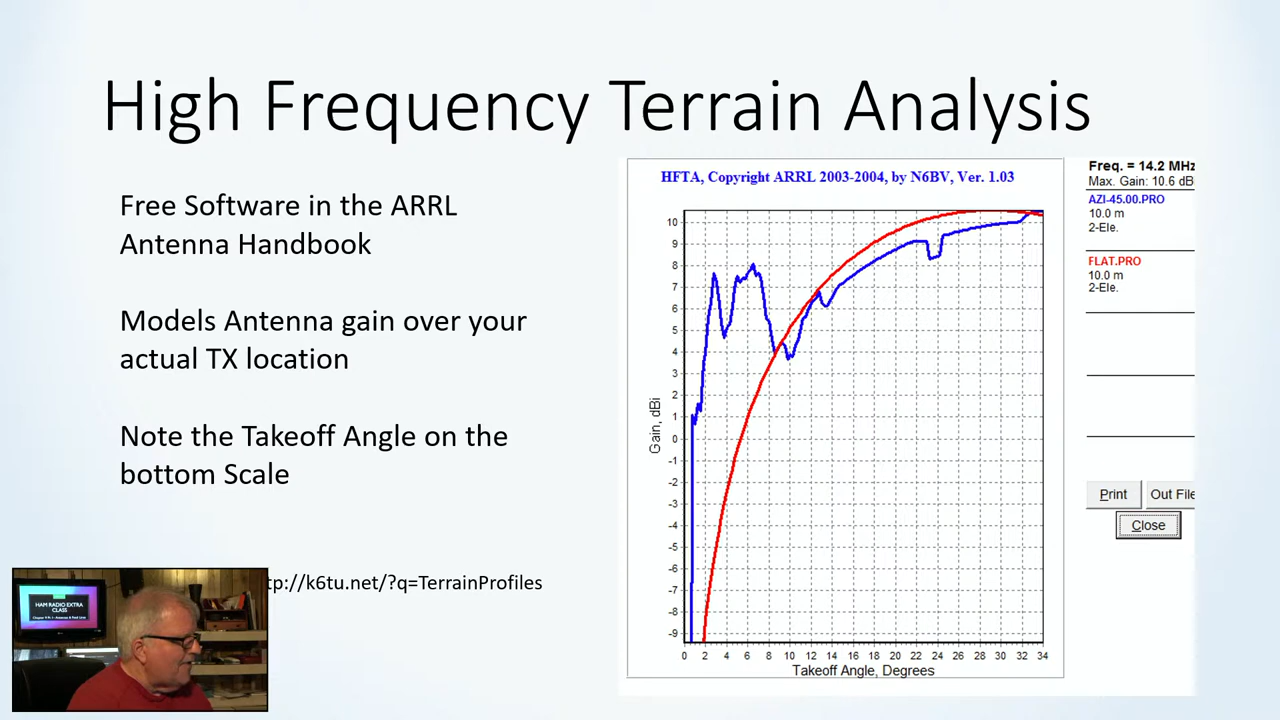 High Frequency Terrain Analysis
Free Software in the ARRL
Antenna Handbook
Models Antenna gain over your
actual TX location
Note the Takeoff Angle on the
bottom Scale
tp://k6tu.net/?q=TerrainProfiles
HAM RADIO EXTRA
CLASS
HFTA, Copyright ARRL 2003-2004, by N6BV, Ver. 1.03
Gain, dBi
10
9
8
7
6
5
4
3
2
1
0
-1
-2
-3
-4
-5
-6
-7
-8
-9
0 2 4 6 8 10 12 14 16 18 20 22 24 26 28 30 32 34
Takeoff Angle, Degrees
Freq. = 14.2 MHz
Max. Gain: 10.6 dB
AZI-45.00.PRO
10.0 m
2-Ele.
FLAT.PRO
10.0 m
2-Ele.
Print Out File
Close